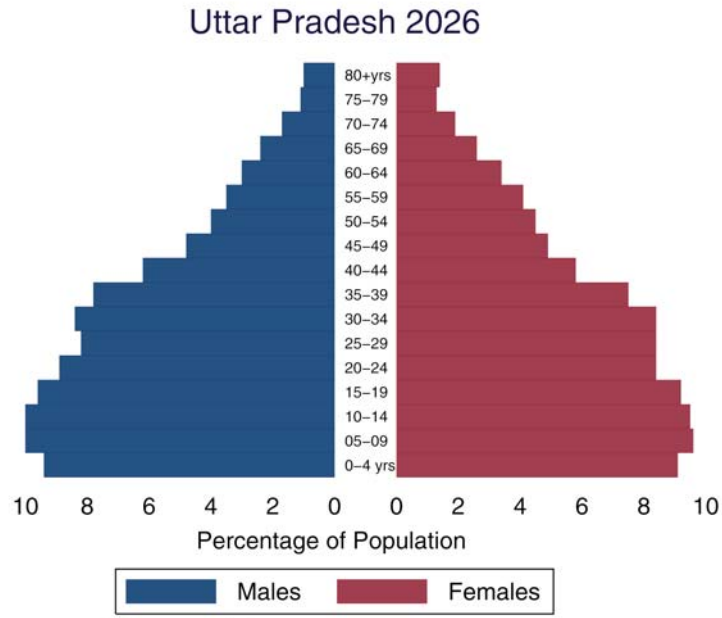 Uttar Pradesh 2026
80+yrs
75–79
70–74
65–69
60–64
55–59
50–54
45–49
40–44
35–39
30–34
25–29
20–24
15–19
10–14
05–09
0–4 yrs
10 8 6 4 2 0 0 2 4 6 8 10
Percentage of Population
Males Females